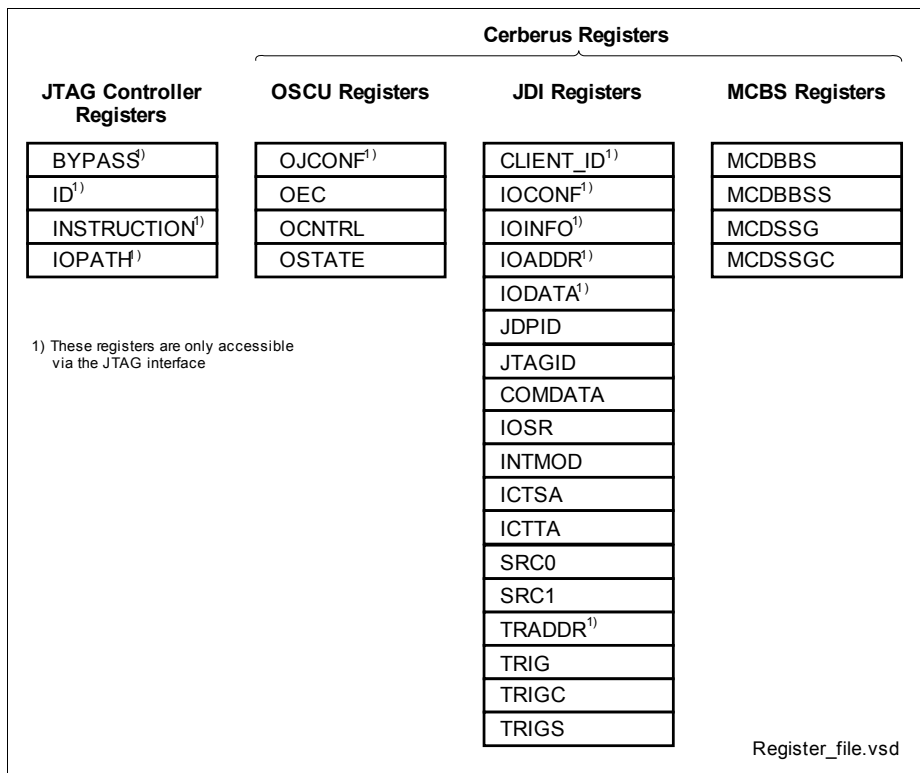 Cerberus Registers
JTAG Controller
Registers
BYPASS1)
ID1)
INSTRUCTION1)
IOPATH1)
1) These registers are only accessible
via the JTAG interface
OSCU Registers
OJCONF1)
OEC
OCNTRL
OSTATE
JDI Registers
CLIENT_ID1)
IOCONF1)
IOINFO1)
IOADDR1)
IODATA1)
JDPID
JTAGID
COMDATA
IOSR
INTMOD
ICTSA
ICTTA
SRC0
SRC1
TRADDR1)
TRIG
TRIGC
TRIGS
MCBS Registers
MCDBBS
MCDBBSS
MCDSSG
MCDSSGC
Register_file.vsd